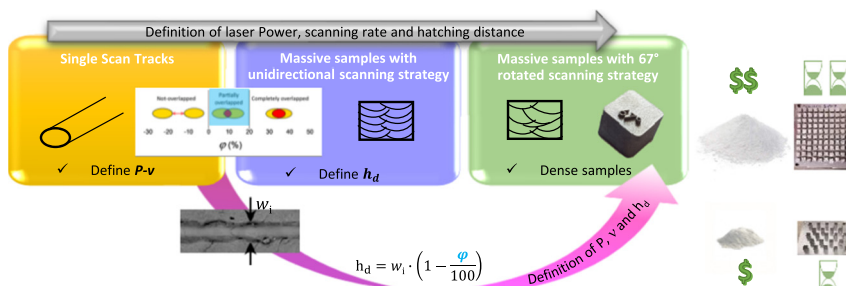 Definition of laser Power, scanning rate and hatching distance
Single Scan Tracks
Massive samples with
unidirectional scanning strategy
Massive samples with 67°
rotated scanning strategy
$$
Not overlapped
Partially
overlapped
Completely overlapped
-30 -20 -10 0 10 20 30 40 50
φ (%)
✓ Define P-v
✓ Define h_d
✓ Dense samples
w_i
h_d = w_i · (1 − φ/100)
Definition of P, v and h_d
$